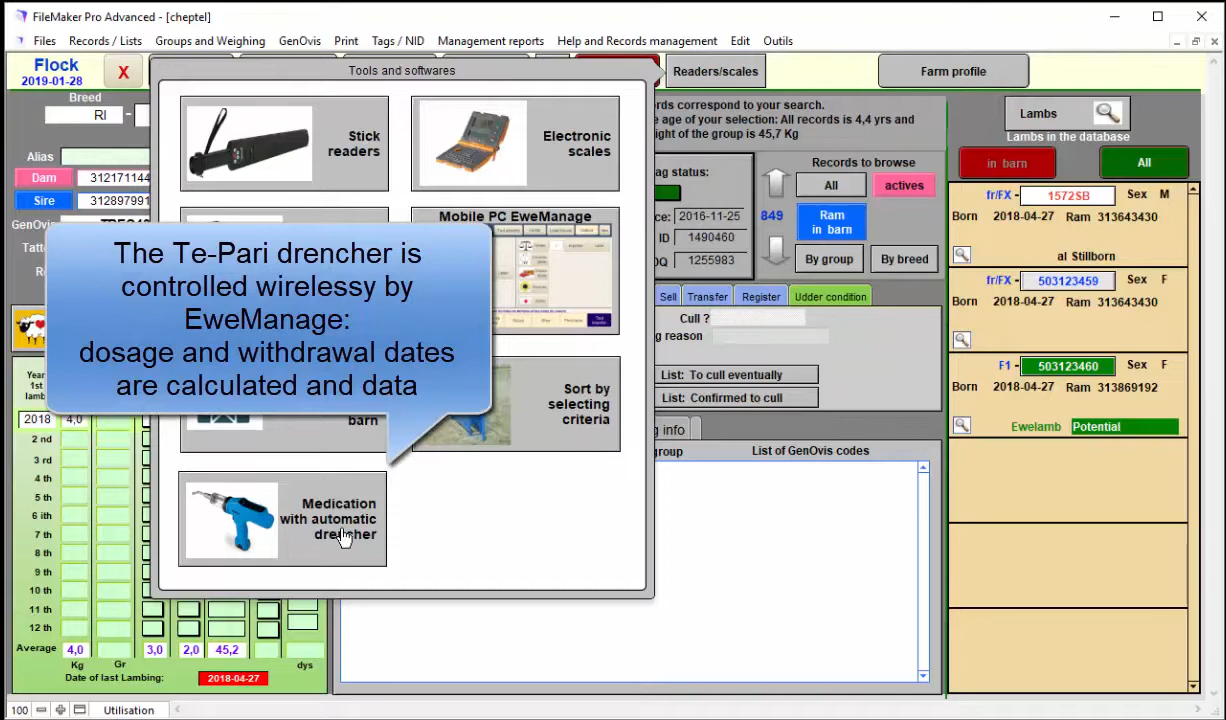 FileMaker Pro Advanced - [cheptel]
Files Records / Lists Groups and Weighing GenOvis Print Tags / NID Management reports Help and Records management Edit Outils
Flock
2019-01-28
X
Readers/scales
Farm profile
Breed
RI -
Alias
Dam 312171144
Sire 312897991
GenOv
Tatt
R
Tools and softwares
Stick
readers
Electronic
scales
Mobile PC EweManage
barn
Sort by
selecting
criteria
Medication
with automatic
drencher
The Te-Pari drencher is
controlled wirelessy by
EweManage:
dosage and withdrawal dates
are calculated and data
rds correspond to your search.
e age of your selection: All records is 4,4 yrs and
ight of the group is 45,7 Kg
ag status:
ce: 2016-11-25
ID 1490460
OQ 1255983
Records to browse
All actives
849
Ram
in barn
By group By breed
Sell Transfer Register Udder condition
Cull ?
g reason
List: To cull eventually
List: Confirmed to cull
g info
group List of GenOvis codes
Lambs
Lambs in the database
in barn All
fr/FX - 1572SB Sex M
Born 2018-04-27 Ram 313643430
al Stillborn
fr/FX - 503123459 Sex F
Born 2018-04-27 Ram 313643430
F1 - 503123460 Sex F
Born 2018-04-27 Ram 313869192
Ewelamb Potential
Year
1st
lamb
2018 4,0
2 nd
3 rd
4 th
5 th
6 ith
7 th
8 th
9 th
10 th
11 th
12 th
Average 4,0 3,0 2,0 45,2
Kg Gr dys
Date of last Lambing: 2018-04-27
100 Utilisation